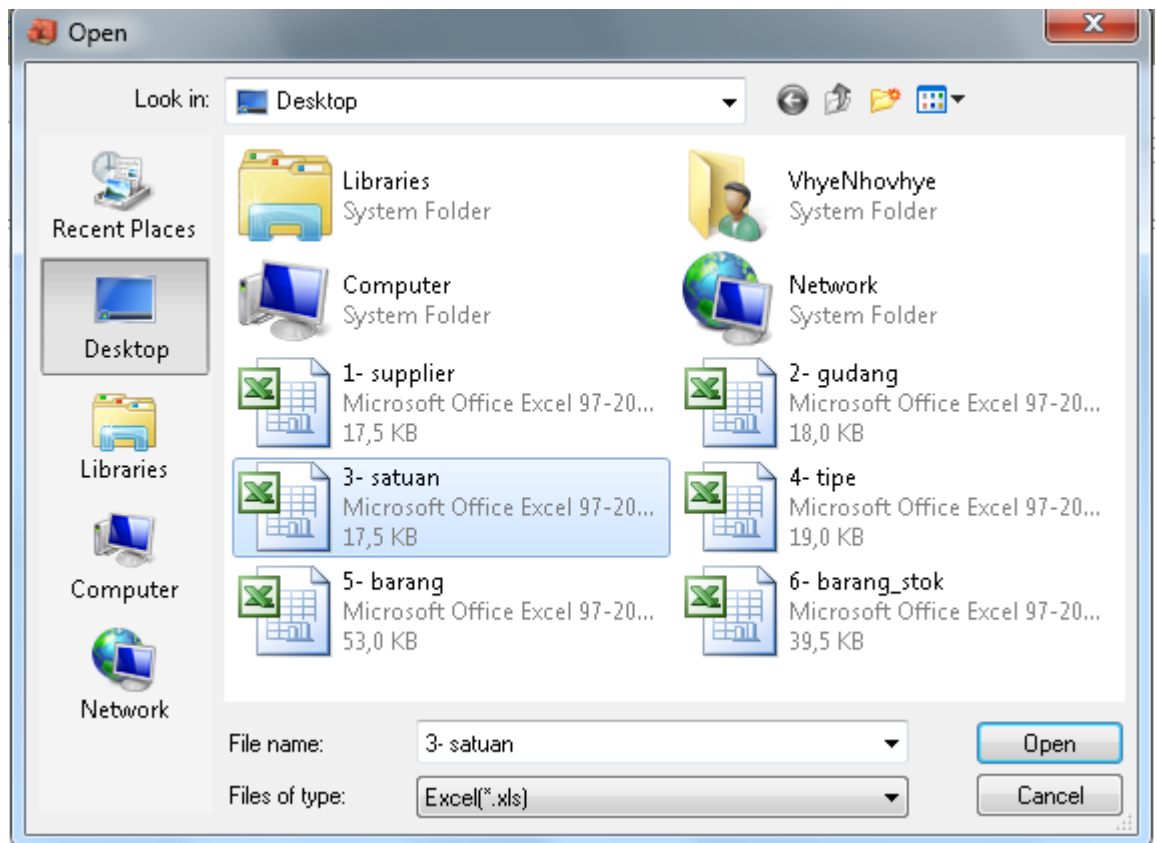 Open
Look in:
Desktop
Recent Places
Desktop
Libraries
Computer
Network
Libraries
System Folder
VhyeNhovhye
System Folder
Computer
System Folder
Network
System Folder
1- supplier
Microsoft Office Excel 97-20...
17,5 KB
2- gudang
Microsoft Office Excel 97-20...
18,0 KB
3- satuan
Microsoft Office Excel 97-20...
17,5 KB
4- tipe
Microsoft Office Excel 97-20...
19,0 KB
5- barang
Microsoft Office Excel 97-20...
53,0 KB
6- barang_stok
Microsoft Office Excel 97-20...
39,5 KB
File name:
3- satuan
Open
Files of type:
Excel(*.xls)
Cancel